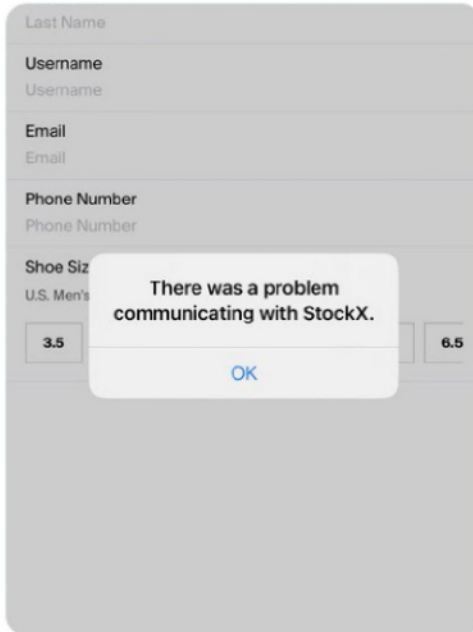 Last Name
Username
Username
Email
Email
Phone Number
Phone Number
Shoe Siz
U.S. Men's
3.5
6.5
There was a problem
communicating with StockX.
OK